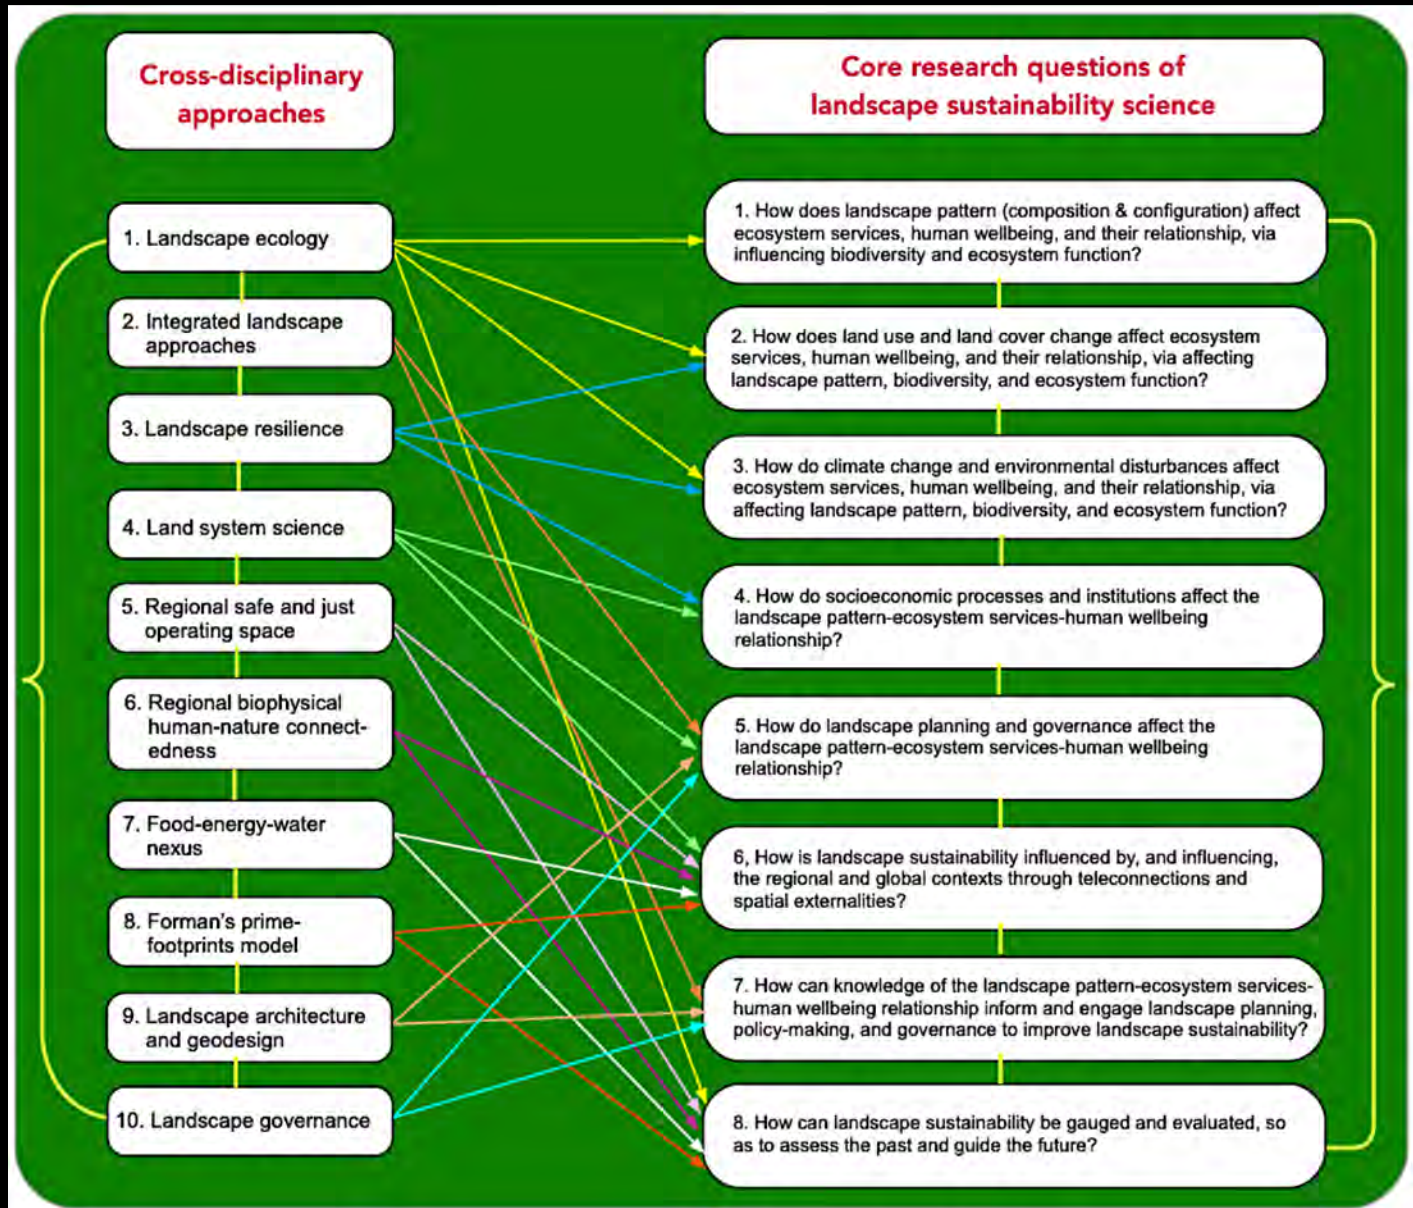 Cross-disciplinary
approaches
Core research questions of
landscape sustainability science
1. Landscape ecology
2. Integrated landscape
approaches
3. Landscape resilience
4. Land system science
5. Regional safe and just
operating space
6. Regional biophysical
human-nature connect-
edness
7. Food-energy-water
nexus
8. Forman's prime-
footprints model
9. Landscape architecture
and geodesign
10. Landscape governance
1. How does landscape pattern (composition & configuration) affect
ecosystem services, human wellbeing, and their relationship, via
influencing biodiversity and ecosystem function?
2. How does land use and land cover change affect ecosystem
services, human wellbeing, and their relationship, via affecting
landscape pattern, biodiversity, and ecosystem function?
3. How do climate change and environmental disturbances affect
ecosystem services, human wellbeing, and their relationship, via
affecting landscape pattern, biodiversity, and ecosystem function?
4. How do socioeconomic processes and institutions affect the
landscape pattern-ecosystem services-human wellbeing
relationship?
5. How do landscape planning and governance affect the
landscape pattern-ecosystem services-human wellbeing
relationship?
6, How is landscape sustainability influenced by, and influencing,
the regional and global contexts through teleconnections and
spatial externalities?
7. How can knowledge of the landscape pattern-ecosystem services-
human wellbeing relationship inform and engage landscape planning,
policy-making, and governance to improve landscape sustainability?
8. How can landscape sustainability be gauged and evaluated, so
as to assess the past and guide the future?